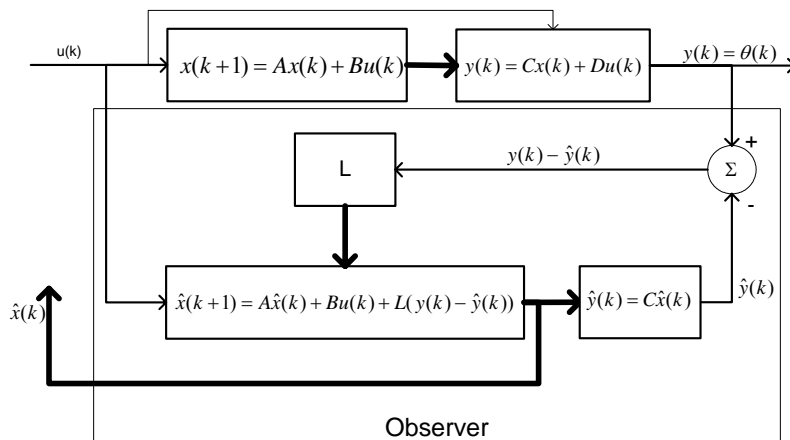 u(k)
x(k+1) = Ax(k) + Bu(k)
y(k) = Cx(k) + Du(k)
y(k) = θ(k)
+
Σ
-
y(k) − ŷ(k)
L
x̂(k)
x̂(k+1) = Ax̂(k) + Bu(k) + L(y(k) − ŷ(k))
ŷ(k) = Cx̂(k)
ŷ(k)
Observer